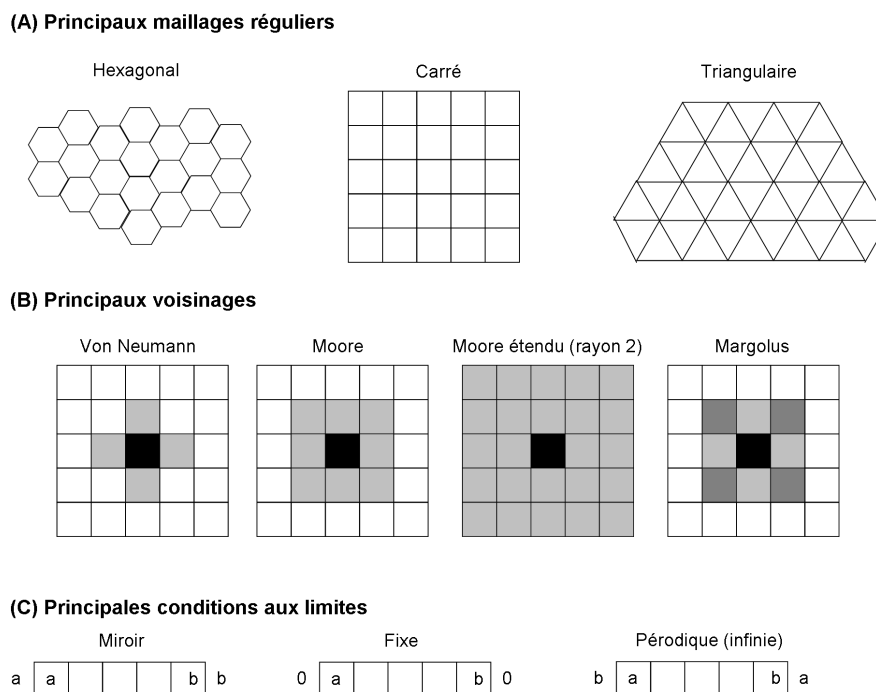 (A) Principaux maillages réguliers
Hexagonal Carré Triangulaire
(B) Principaux voisinages
Von Neumann Moore Moore étendu (rayon 2) Margolus
(C) Principales conditions aux limites
Miroir Fixe Pérodique (infinie)
a a b b 0 a b 0 b a b a